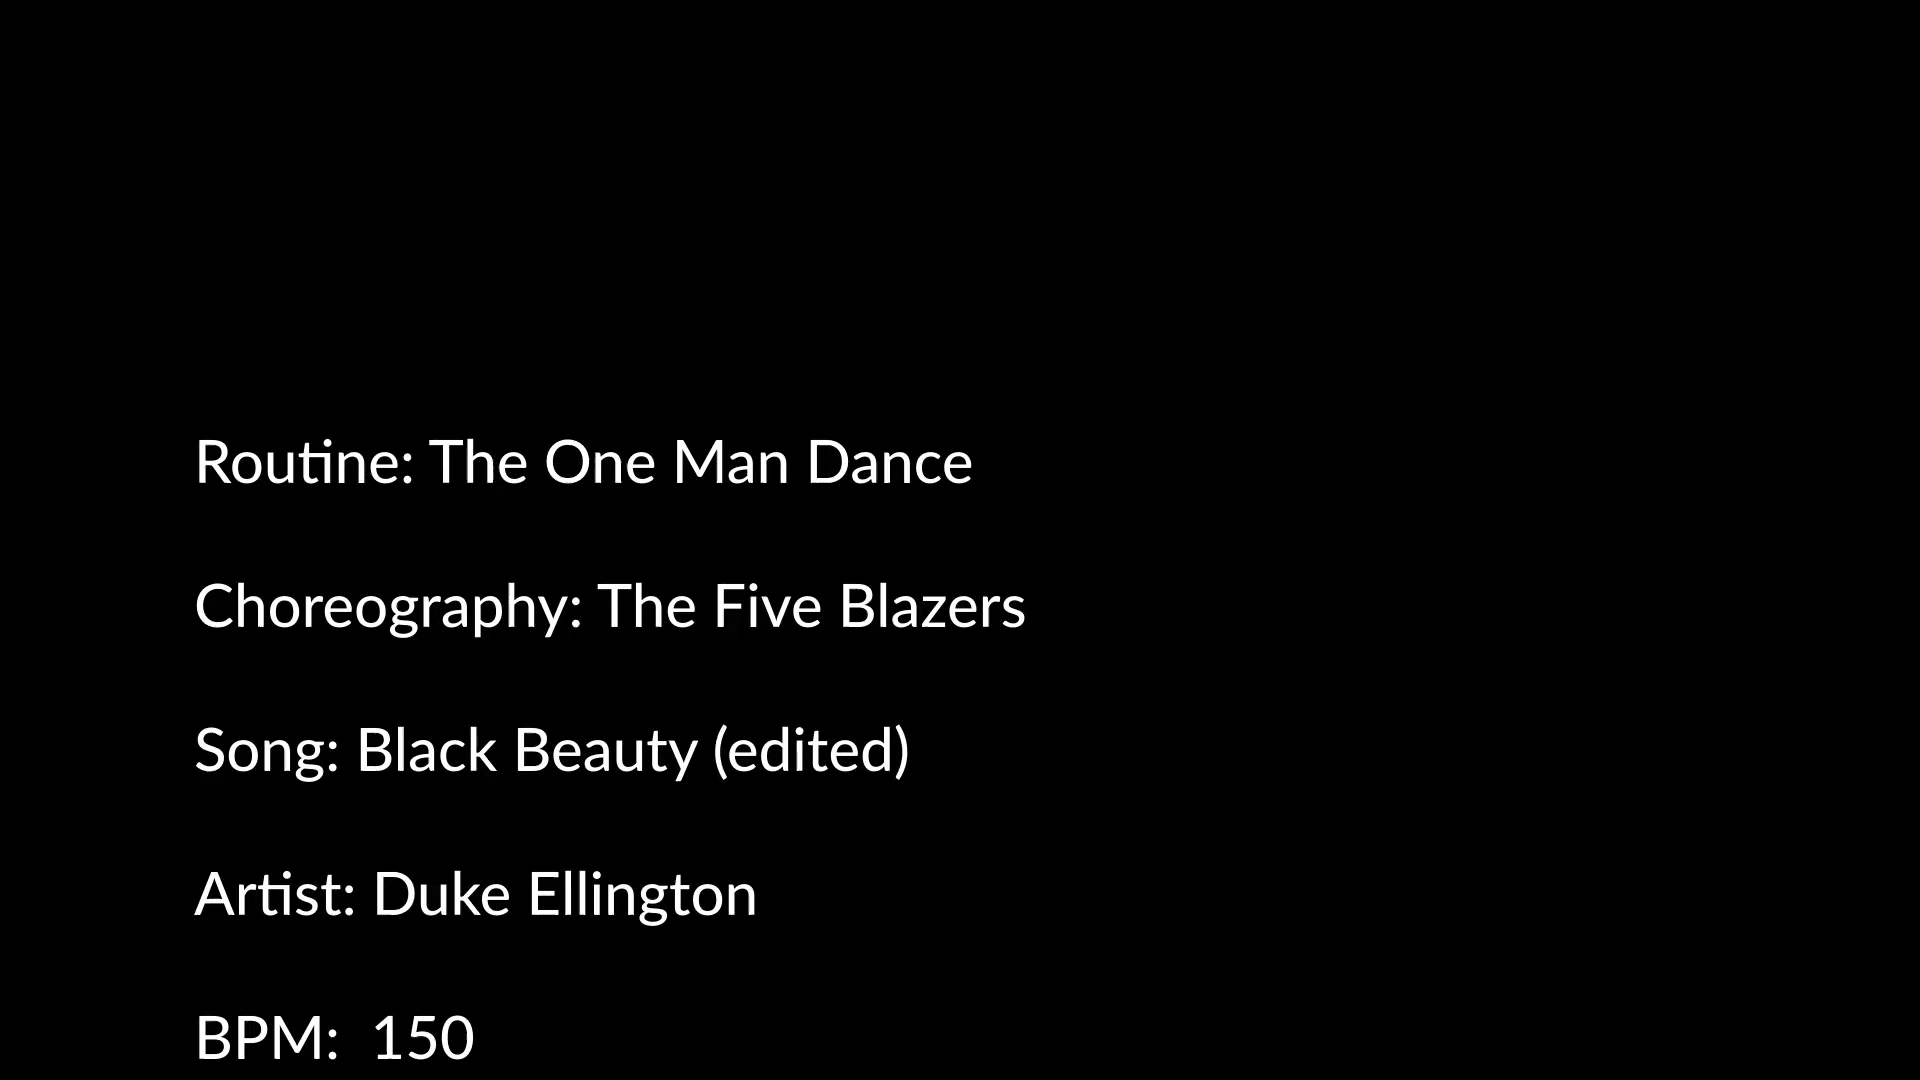 Routine: The One Man Dance
Choreography: The Five Blazers
Song: Black Beauty (edited)
Artist: Duke Ellington
BPM:  150